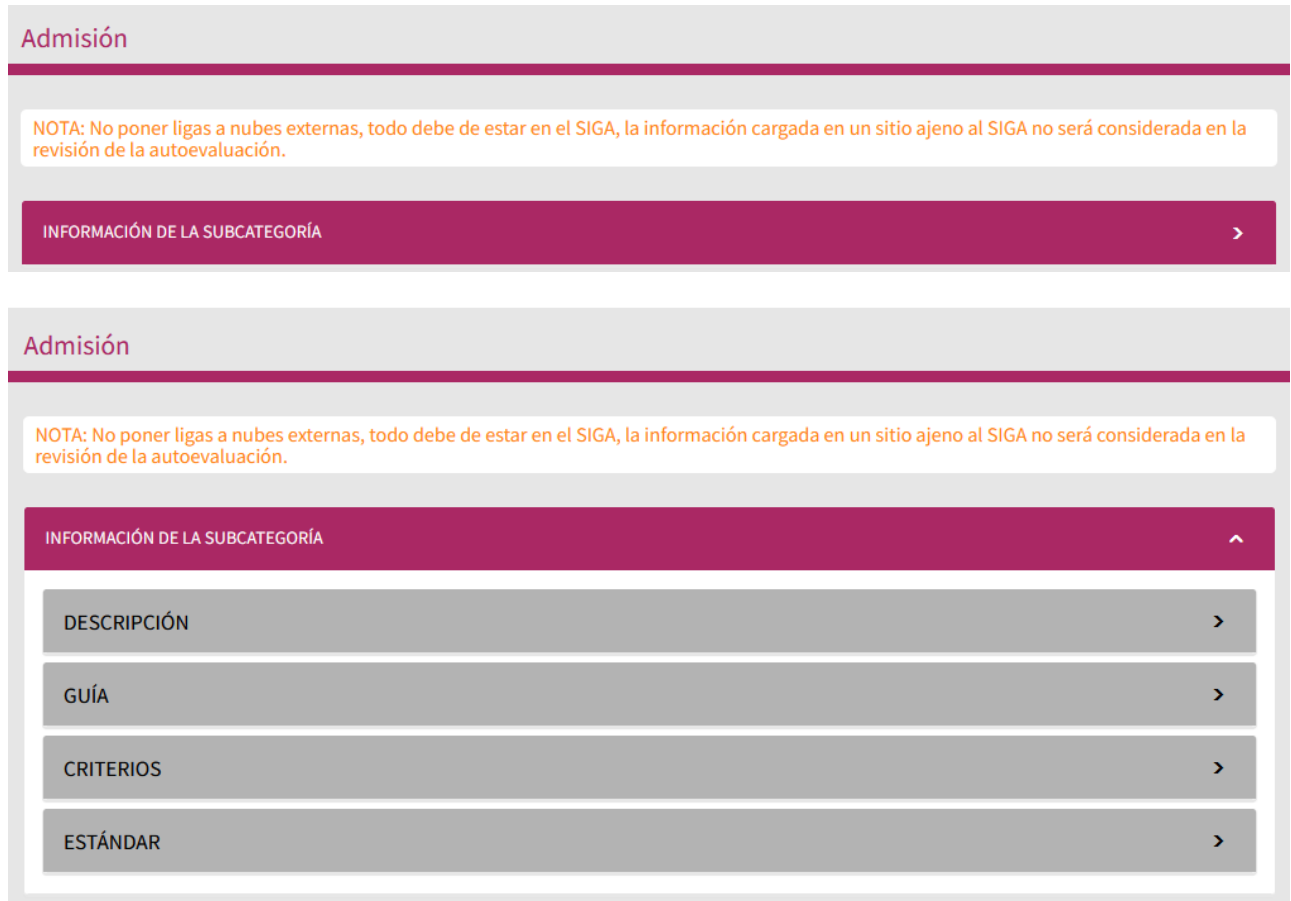 Admisión
NOTA: No poner ligas a nubes externas, todo debe de estar en el SIGA, la información cargada en un sitio ajeno al SIGA no será considerada en la
revisión de la autoevaluación.
INFORMACIÓN DE LA SUBCATEGORÍA
Admisión
NOTA: No poner ligas a nubes externas, todo debe de estar en el SIGA, la información cargada en un sitio ajeno al SIGA no será considerada en la
revisión de la autoevaluación.
INFORMACIÓN DE LA SUBCATEGORÍA
DESCRIPCIÓN
GUÍA
CRITERIOS
ESTÁNDAR